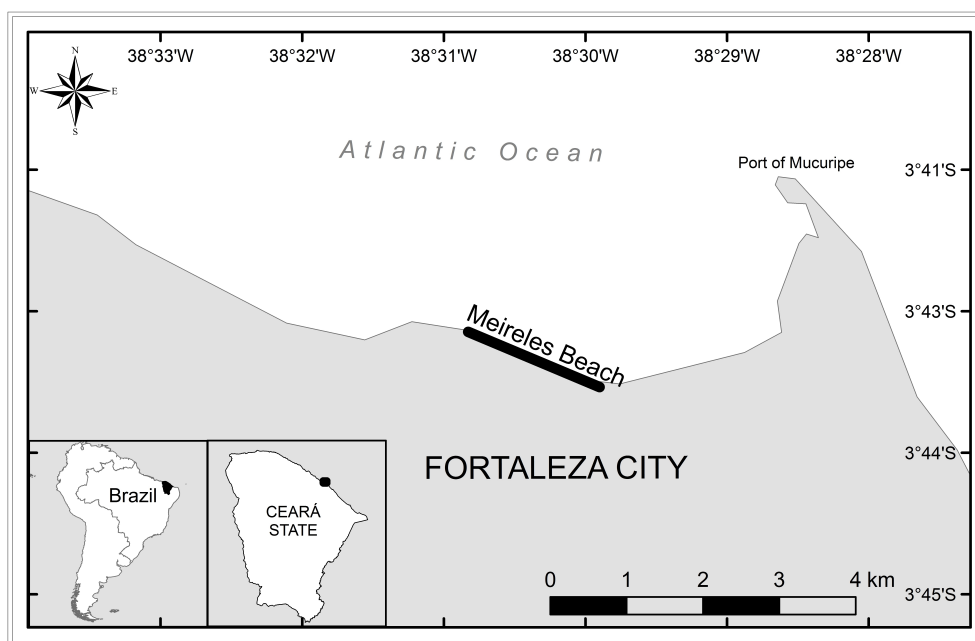 38°33'W
38°32'W
38°31'W
38°30'W
38°29'W
38°28'W
N
W
E
S
Atlantic Ocean
Port of Mucuripe
3°41'S
3°43'S
Meireles Beach
3°44'S
FORTALEZA CITY
Brazil
CEARÁ
STATE
0 1 2 3 4 km
3°45'S